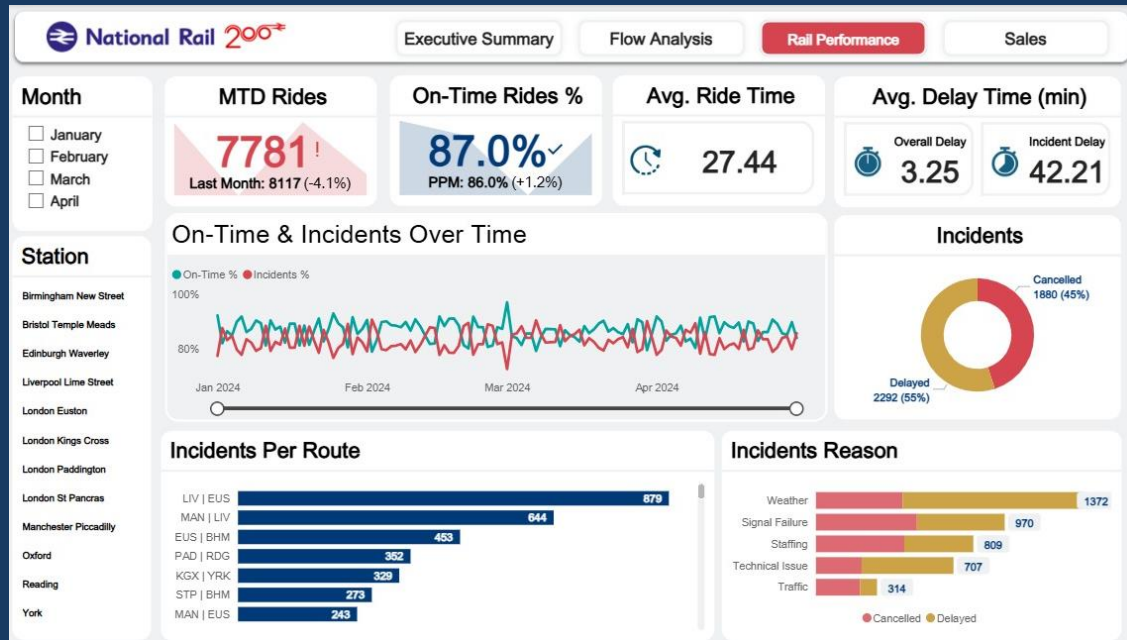 National Rail 200
Executive Summary
Flow Analysis
Rail Performance
Sales
Month
January
February
March
April
MTD Rides
7781 !
Last Month: 8117 (-4.1%)
On-Time Rides %
87.0%
PPM: 86.0% (+1.2%)
Avg. Ride Time
27.44
Avg. Delay Time (min)
Overall Delay
3.25
Incident Delay
42.21
Station
Birmingham New Street
Bristol Temple Meads
Edinburgh Waverley
Liverpool Lime Street
London Euston
London Kings Cross
London Paddington
London St Pancras
Manchester Piccadilly
Oxford
Reading
York
On-Time & Incidents Over Time
On-Time % Incidents %
100%
80%
Jan 2024 Feb 2024 Mar 2024 Apr 2024
Incidents
Cancelled
1880 (45%)
Delayed
2292 (55%)
Incidents Per Route
LIV | EUS 879
MAN | LIV 644
EUS | BHM 453
PAD | RDG 352
KGX | YRK 329
STP | BHM 273
MAN | EUS 243
Incidents Reason
Weather 1372
Signal Failure 970
Staffing 809
Technical Issue 707
Traffic 314
Cancelled Delayed